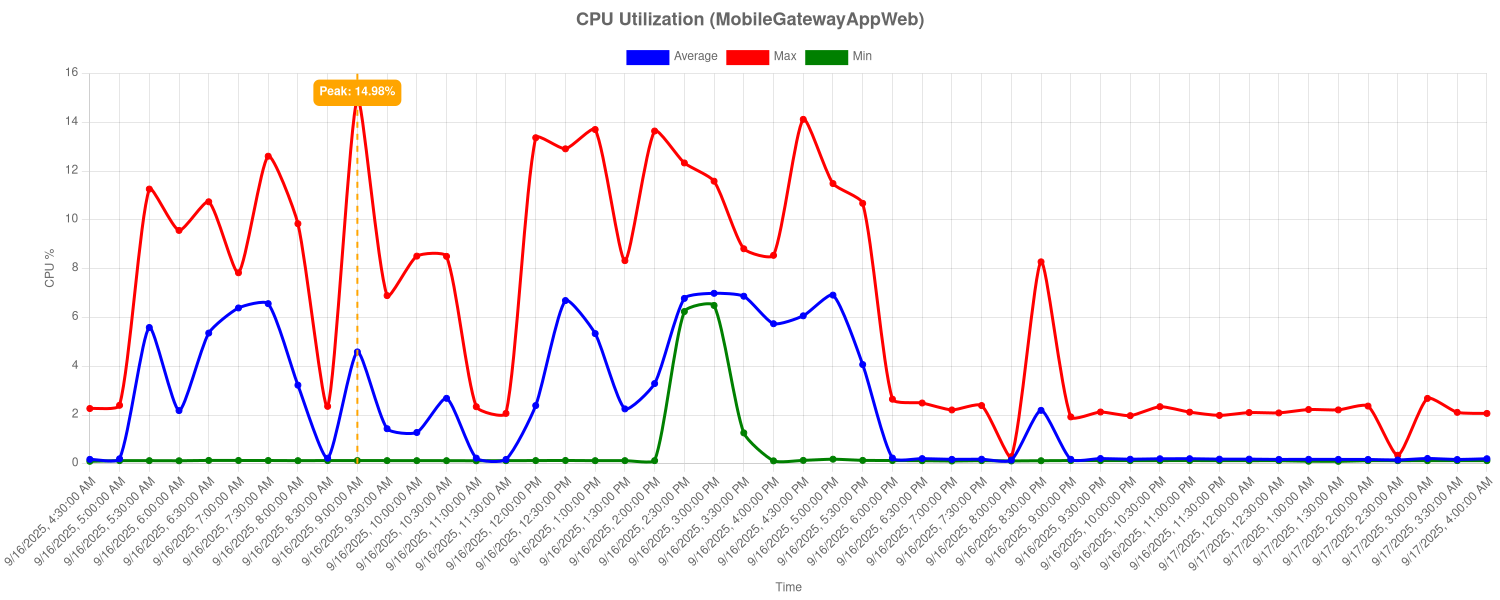 CPU Utilization (MobileGatewayAppWeb)
Average Max Min
Peak: 14.98%
CPU %
16
14
12
10
8
6
4
2
0
9/16/2025, 4:30:00 AM
9/16/2025, 5:00:00 AM
9/16/2025, 5:30:00 AM
9/16/2025, 6:00:00 AM
9/16/2025, 6:30:00 AM
9/16/2025, 7:00:00 AM
9/16/2025, 7:30:00 AM
9/16/2025, 8:00:00 AM
9/16/2025, 8:30:00 AM
9/16/2025, 9:00:00 AM
9/16/2025, 9:30:00 AM
9/16/2025, 10:00:00 AM
9/16/2025, 10:30:00 AM
9/16/2025, 11:00:00 AM
9/16/2025, 11:30:00 AM
9/16/2025, 12:00:00 PM
9/16/2025, 12:30:00 PM
9/16/2025, 1:00:00 PM
9/16/2025, 1:30:00 PM
9/16/2025, 2:00:00 PM
9/16/2025, 2:30:00 PM
9/16/2025, 3:00:00 PM
9/16/2025, 3:30:00 PM
9/16/2025, 4:00:00 PM
9/16/2025, 4:30:00 PM
9/16/2025, 5:00:00 PM
9/16/2025, 5:30:00 PM
9/16/2025, 6:00:00 PM
9/16/2025, 6:30:00 PM
9/16/2025, 7:00:00 PM
9/16/2025, 7:30:00 PM
9/16/2025, 8:00:00 PM
9/16/2025, 8:30:00 PM
9/16/2025, 9:00:00 PM
9/16/2025, 9:30:00 PM
9/16/2025, 10:00:00 PM
9/16/2025, 10:30:00 PM
9/16/2025, 11:00:00 PM
9/16/2025, 11:30:00 PM
9/17/2025, 12:00:00 AM
9/17/2025, 12:30:00 AM
9/17/2025, 1:00:00 AM
9/17/2025, 1:30:00 AM
9/17/2025, 2:00:00 AM
9/17/2025, 2:30:00 AM
9/17/2025, 3:00:00 AM
9/17/2025, 3:30:00 AM
9/17/2025, 4:00:00 AM
Time